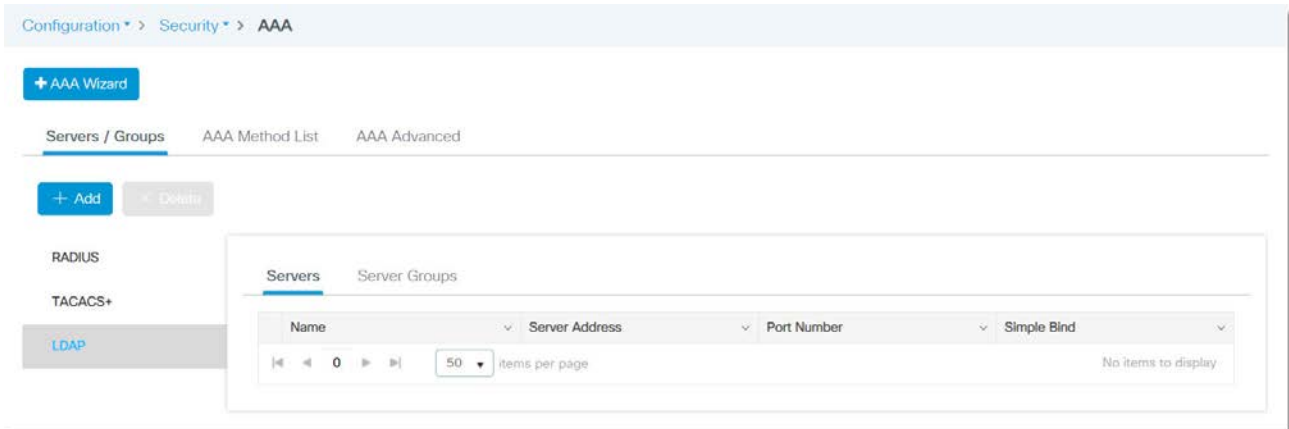 Configuration > Security > AAA
+ AAA Wizard
Servers / Groups AAA Method List AAA Advanced
+ Add × Delete
RADIUS
TACACS+
LDAP
Servers Server Groups
Name Server Address Port Number Simple Bind
0 50 items per page No items to display